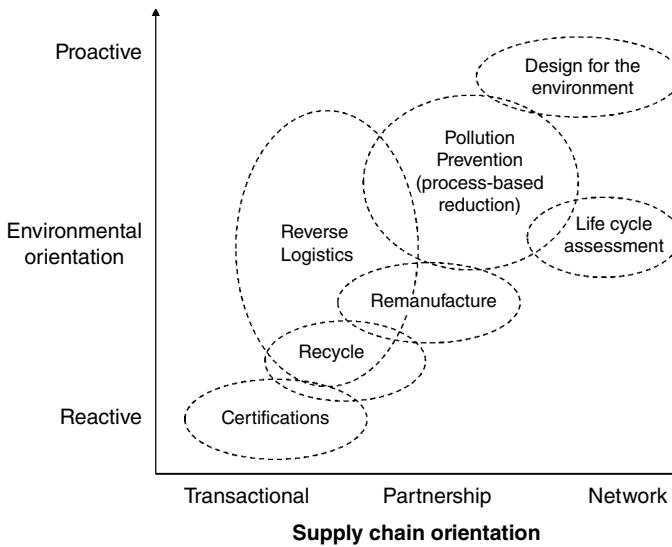 Proactive
Design for the
environment
Pollution
Prevention
(process-based
reduction)
Environmental
orientation
Reverse
Logistics
Life cycle
assessment
Remanufacture
Recycle
Reactive
Certifications
Transactional
Partnership
Network
Supply chain orientation